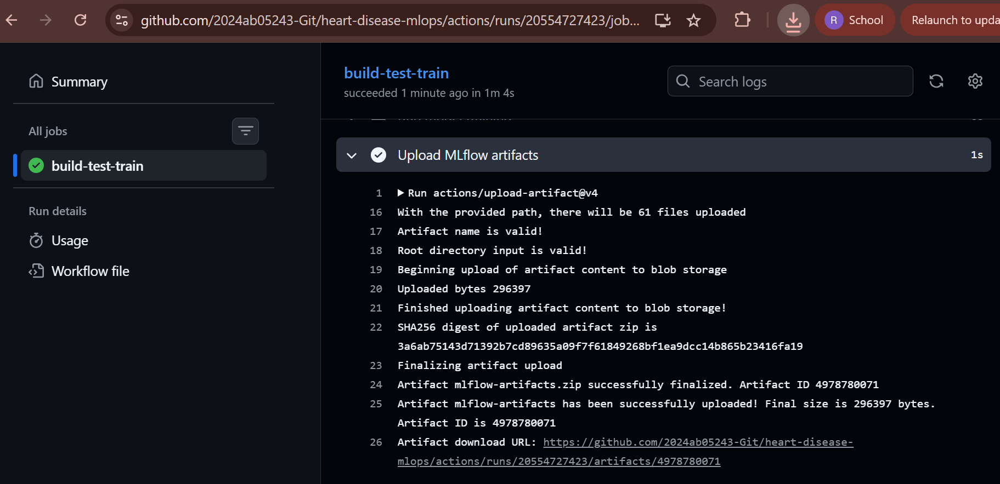 github.com/2024ab05243-Git/heart-disease-mlops/actions/runs/20554727423/job...
R School
Relaunch to upda
Summary
All jobs
build-test-train
Run details
Usage
Workflow file
build-test-train
succeeded 1 minute ago in 1m 4s
Search logs
Upload MLflow artifacts 1s
1 Run actions/upload-artifact@v4
16 With the provided path, there will be 61 files uploaded
17 Artifact name is valid!
18 Root directory input is valid!
19 Beginning upload of artifact content to blob storage
20 Uploaded bytes 296397
21 Finished uploading artifact content to blob storage!
22 SHA256 digest of uploaded artifact zip is
3a6ab75143d71392b7cd89635a09f7f61849268bf1ea9dcc14b865b23416fa19
23 Finalizing artifact upload
24 Artifact mlflow-artifacts.zip successfully finalized. Artifact ID 4978780071
25 Artifact mlflow-artifacts has been successfully uploaded! Final size is 296397 bytes.
Artifact ID is 4978780071
26 Artifact download URL: https://github.com/2024ab05243-Git/heart-disease-
mlops/actions/runs/20554727423/artifacts/4978780071